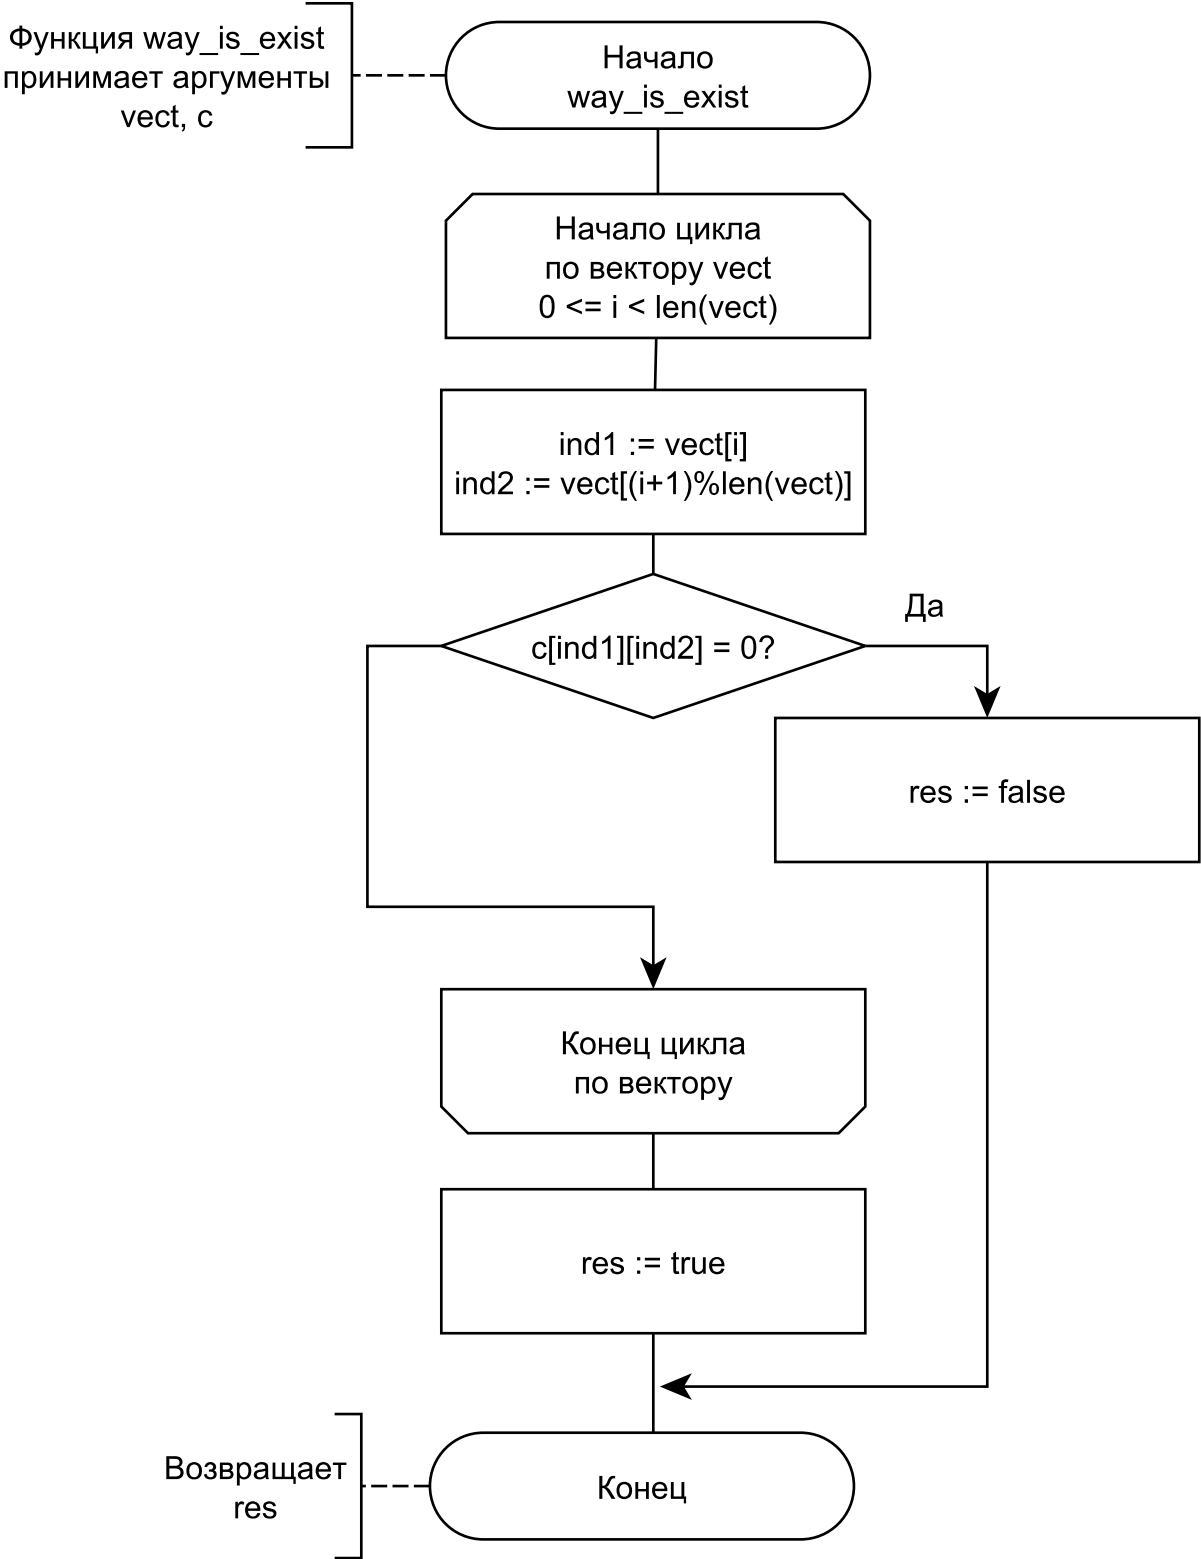 Функция way_is_exist
принимает аргументы
vect, c
Начало
way_is_exist
Начало цикла
по вектору vect
0 <= i < len(vect)
ind1 := vect[i]
ind2 := vect[(i+1)%len(vect)]
c[ind1][ind2] = 0?
Да
res := false
Конец цикла
по вектору
res := true
Возвращает
res
Конец